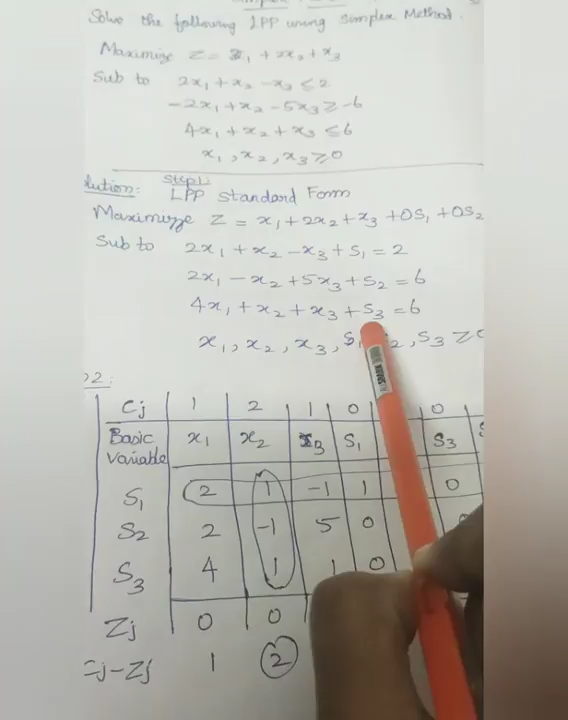 Solve the following LPP using Simplex Method.
Maximize Z = x₁ + 2x₂ + x₃
Sub to 2x₁ + x₂ - x₃ ≤ 2
-2x₁ + x₂ - 5x₃ ≥ -6
4x₁ + x₂ + x₃ ≤ 6
x₁, x₂, x₃ ≥ 0
lution: Step1:
LPP Standard Form
Maximize Z = x₁ + 2x₂ + x₃ + 0S₁ + 0S₂
Sub to 2x₁ + x₂ - x₃ + S₁ = 2
2x₁ - x₂ + 5x₃ + S₂ = 6
4x₁ + x₂ + x₃ + S₃ = 6
x₁, x₂, x₃, S₁ 2, S₃ ≥ 0
2:
Cj 1 2 1 0 0
Basic Variable x₁ x₂ x₃ S₁ S₃
S₁ 2 1 -1 1 0
S₂ 2 -1 5 0
S₃ 4 1 1 0
Zj 0 0
Cj-Zj 1 2